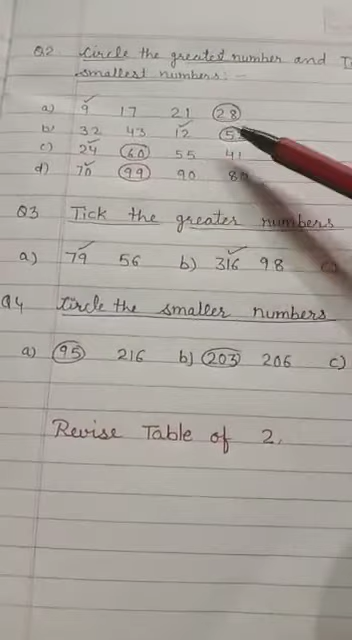 Q2 Circle the greatest number and
smallest numbers:-
a) 9 17 21 28
b) 32 43 12
c) 24 60 55 41
d) 70 99 90
Q3 Tick the greater numbers
a) 79 56 b) 316 98
Q4 Circle the smaller numbers
a) 95 216 b) 203 206 c)
Revise Table of 2.